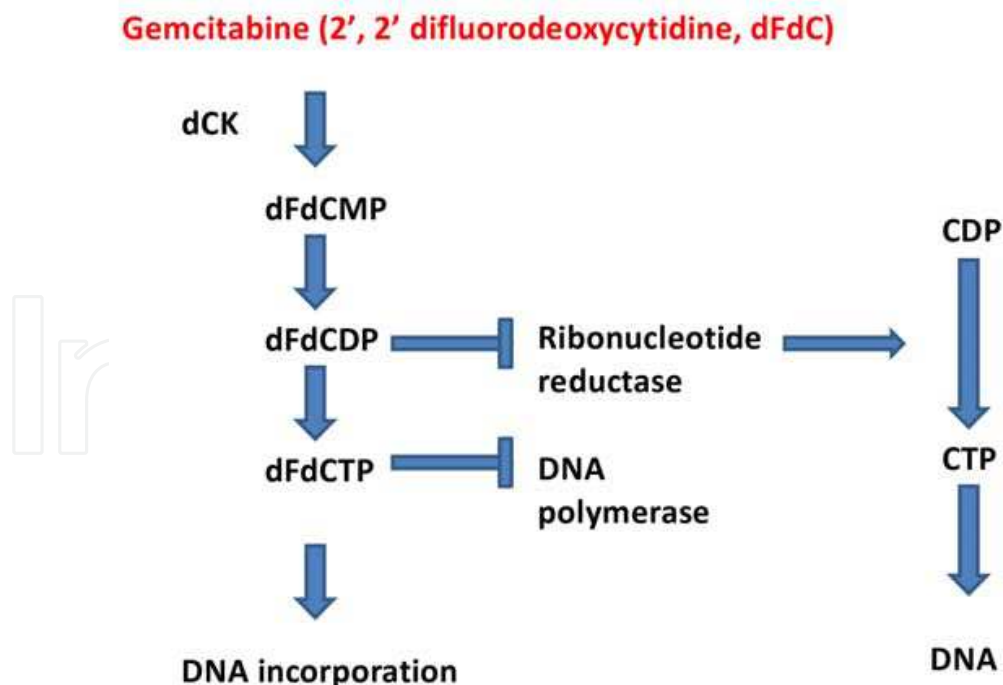 Gemcitabine (2’, 2’ difluorodeoxycytidine, dFdC)
dCK
dFdCMP
CDP
dFdCDP
Ribonucleotide
reductase
dFdCTP
CTP
DNA
polymerase
DNA incorporation
DNA